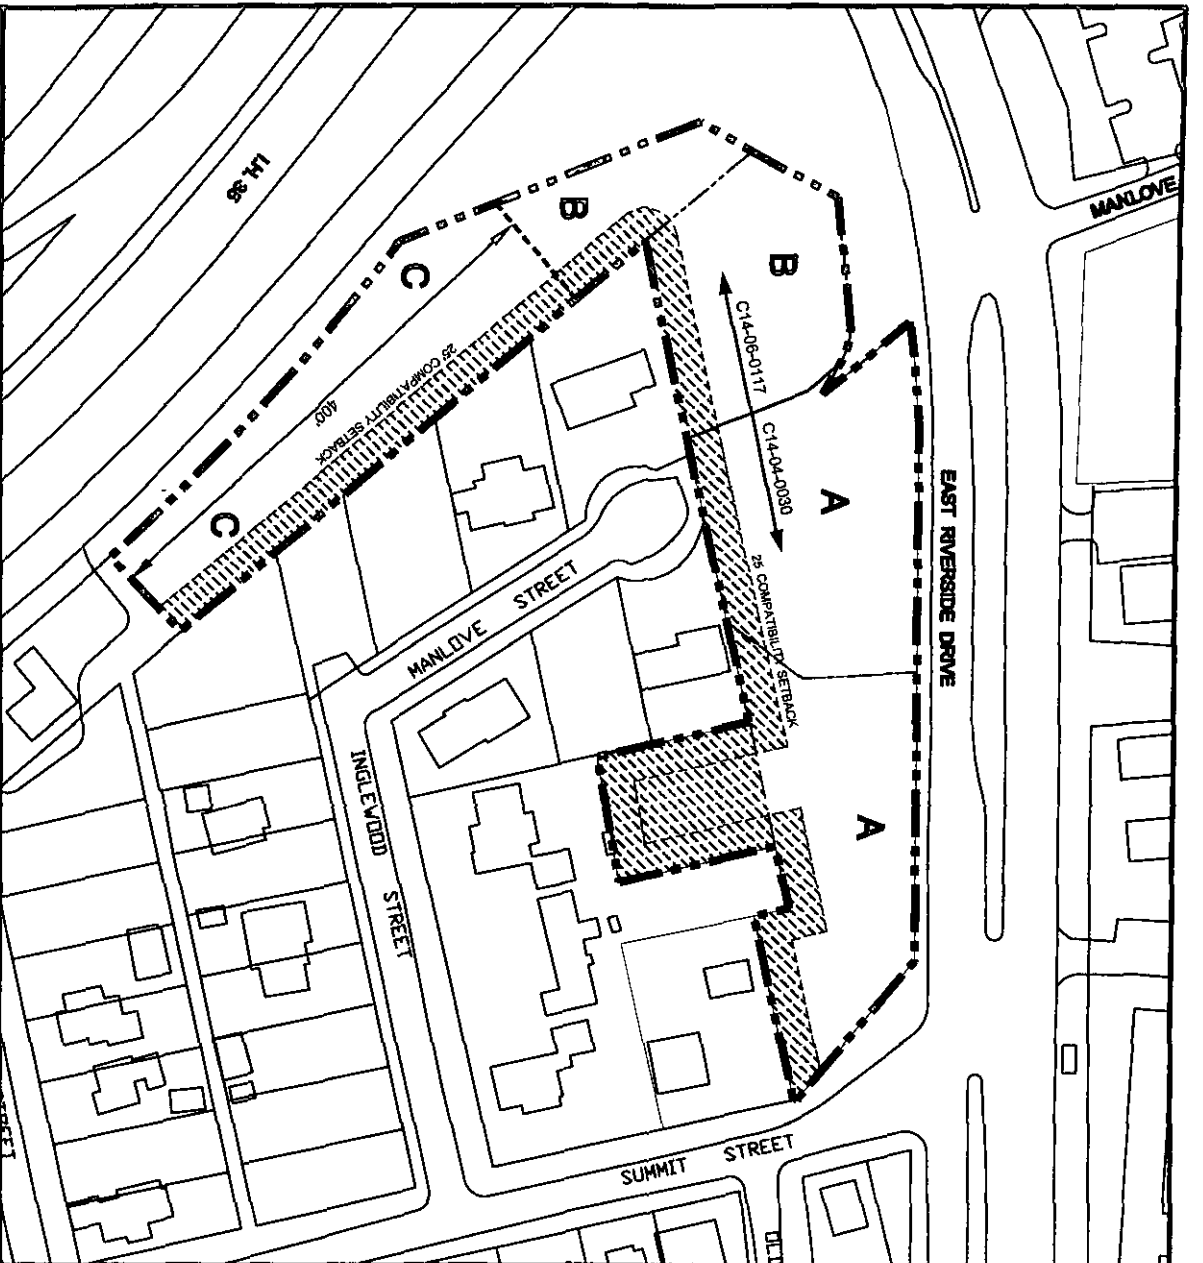 MANLOVE
I.H. 35
B
B
C
C14-06-0117
C14-04-0030
25 COMPATIBILITY SETBACK
400'
A
EAST RIVERSIDE DRIVE
C
MANLOVE STREET
25 COMPATIBILITY SETBACK
A
INGLEWOOD STREET
SUMMIT STREET
STREET